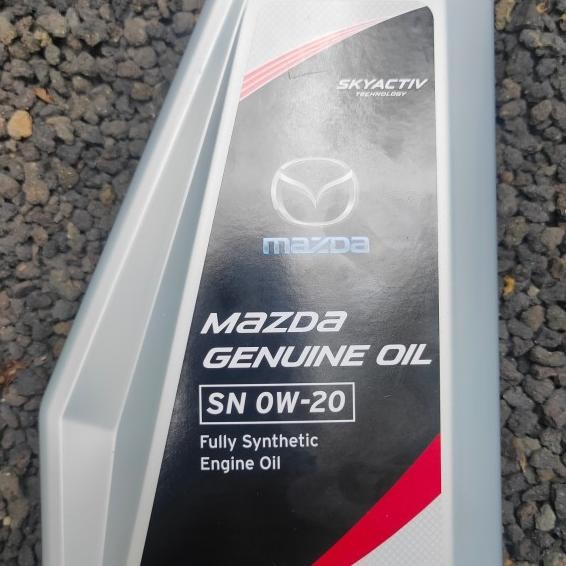 SKYACTIV
TECHNOLOGY
mazda
mazda
GENUINE OIL
SN 0W-20
Fully Synthetic
Engine Oil